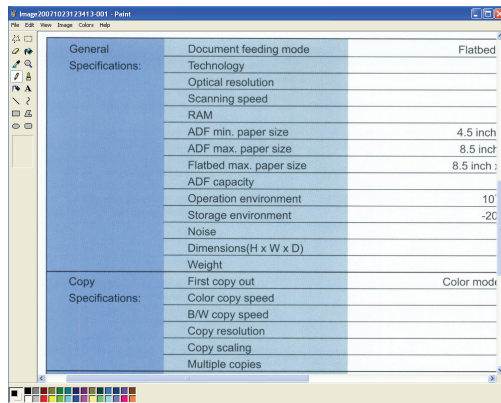 Image20071023123413-001 - Paint
File Edit View Image Colors Help
General Document feeding mode Flatbed
Specifications: Technology
Optical resolution
Scanning speed
RAM
ADF min. paper size 4.5 inch
ADF max. paper size 8.5 inch
Flatbed max. paper size 8.5 inch
ADF capacity
Operation environment 10
Storage environment -20
Noise
Dimensions(H x W x D)
Weight
Copy First copy out Color mode
Specifications: Color copy speed
B/W copy speed
Copy resolution
Copy scaling
Multiple copies